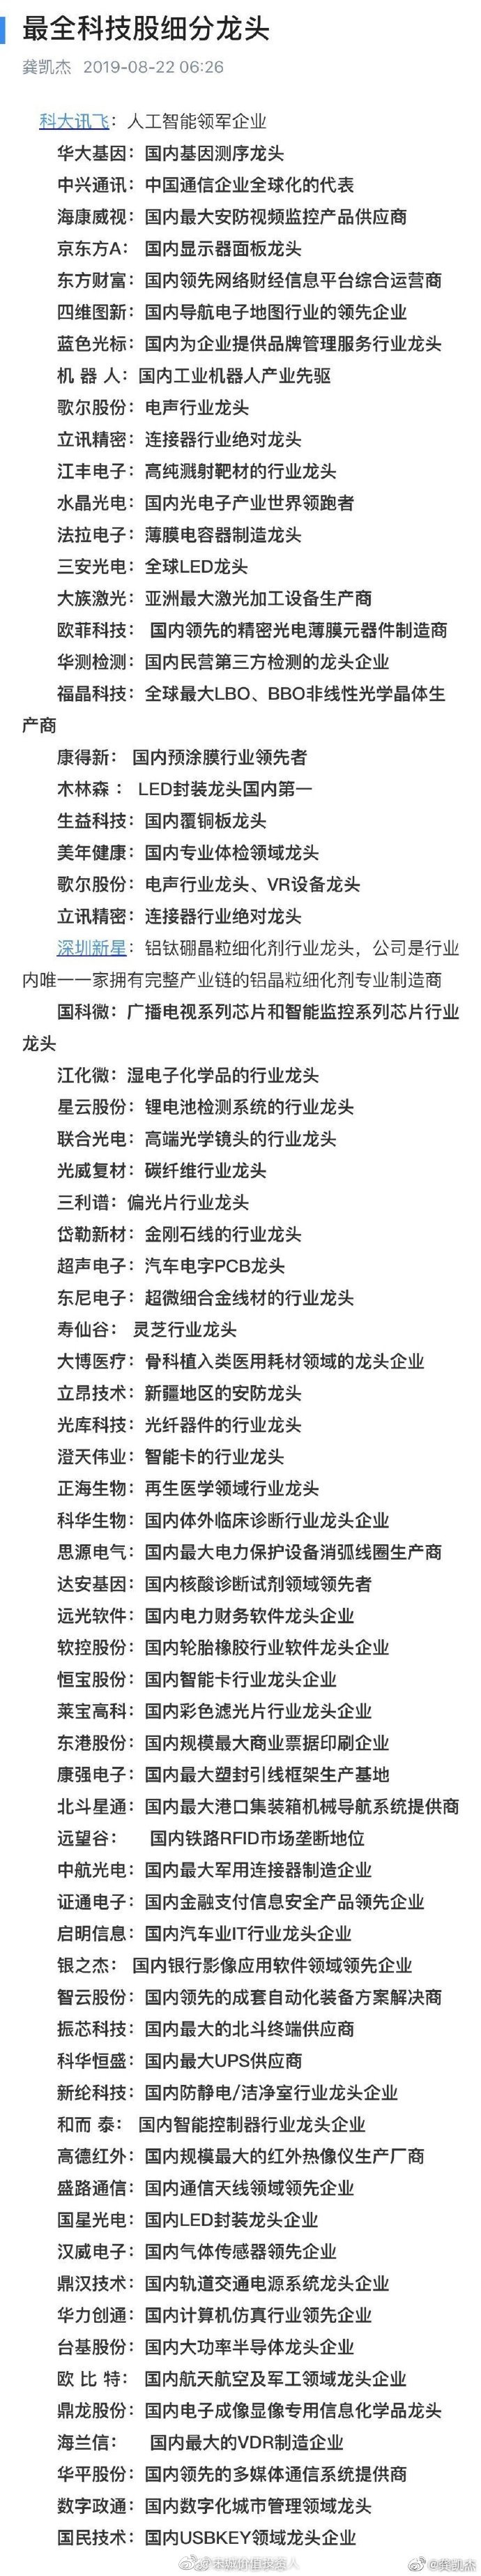 最全科技股细分龙头
龚凯杰 2019-08-22 06:26
科大讯飞：人工智能领军企业
华大基因：国内基因测序龙头
中兴通讯：中国通信企业全球化的代表
海康威视：国内最大安防视频监控产品供应商
京东方A： 国内显示器面板龙头
东方财富：国内领先网络财经信息平台综合运营商
四维图新：国内导航电子地图行业的领先企业
蓝色光标：国内为企业提供品牌管理服务行业龙头
机 器 人：国内工业机器人产业先驱
歌尔股份：电声行业龙头
立讯精密：连接器行业绝对龙头
江丰电子：高纯溅射靶材的行业龙头
水晶光电：国内光电子产业世界领跑者
法拉电子：薄膜电容器制造龙头
三安光电：全球LED龙头
大族激光：亚洲最大激光加工设备生产商
欧菲科技： 国内领先的精密光电薄膜元器件制造商
华测检测：国内民营第三方检测的龙头企业
福晶科技：全球最大LBO、BBO非线性光学晶体生
产商
康得新： 国内预涂膜行业领先者
木林森 ： LED封装龙头国内第一
生益科技：国内覆铜板龙头
美年健康：国内专业体检领域龙头
歌尔股份：电声行业龙头、VR设备龙头
立讯精密：连接器行业绝对龙头
深圳新星：铝钛硼晶粒细化剂行业龙头，公司是行业
内唯一一家拥有完整产业链的铝晶粒细化剂专业制造商
国科微：广播电视系列芯片和智能监控系列芯片行业
龙头
江化微：湿电子化学品的行业龙头
星云股份：锂电池检测系统的行业龙头
联合光电：高端光学镜头的行业龙头
光威复材：碳纤维行业龙头
三利谱：偏光片行业龙头
岱勒新材：金刚石线的行业龙头
超声电子：汽车电字PCB龙头
东尼电子：超微细合金线材的行业龙头
寿仙谷： 灵芝行业龙头
大博医疗：骨科植入类医用耗材领域的龙头企业
立昂技术：新疆地区的安防龙头
光库科技：光纤器件的行业龙头
澄天伟业：智能卡的行业龙头
正海生物：再生医学领域行业龙头
科华生物：国内体外临床诊断行业龙头企业
思源电气：国内最大电力保护设备消弧线圈生产商
达安基因：国内核酸诊断试剂领域领先者
远光软件：国内电力财务软件龙头企业
软控股份：国内轮胎橡胶行业软件龙头企业
恒宝股份：国内智能卡行业龙头企业
莱宝高科：国内彩色滤光片行业龙头企业
东港股份：国内规模最大商业票据印刷企业
康强电子：国内最大塑封引线框架生产基地
北斗星通：国内最大港口集装箱机械导航系统提供商
远望谷： 国内铁路RFID市场垄断地位
中航光电：国内最大军用连接器制造企业
证通电子：国内金融支付信息安全产品领先企业
启明信息：国内汽车业IT行业龙头企业
银之杰： 国内银行影像应用软件领域领先企业
智云股份：国内领先的成套自动化装备方案解决商
振芯科技：国内最大的北斗终端供应商
科华恒盛：国内最大UPS供应商
新纶科技：国内防静电/洁净室行业龙头企业
和而 泰： 国内智能控制器行业龙头企业
高德红外：国内规模最大的红外热像仪生产厂商
盛路通信：国内通信天线领域领先企业
国星光电：国内LED封装龙头企业
汉威电子：国内气体传感器领先企业
鼎汉技术：国内轨道交通电源系统龙头企业
华力创通：国内计算机仿真行业领先企业
台基股份：国内大功率半导体龙头企业
欧 比 特： 国内航天航空及军工领域龙头企业
鼎龙股份：国内电子成像显像专用信息化学品龙头
海兰信： 国内最大的VDR制造企业
华平股份：国内领先的多媒体通信系统提供商
数字政通：国内数字化城市管理领域龙头
国民技术：国内USBKEY领域龙头企业
@龚凯杰